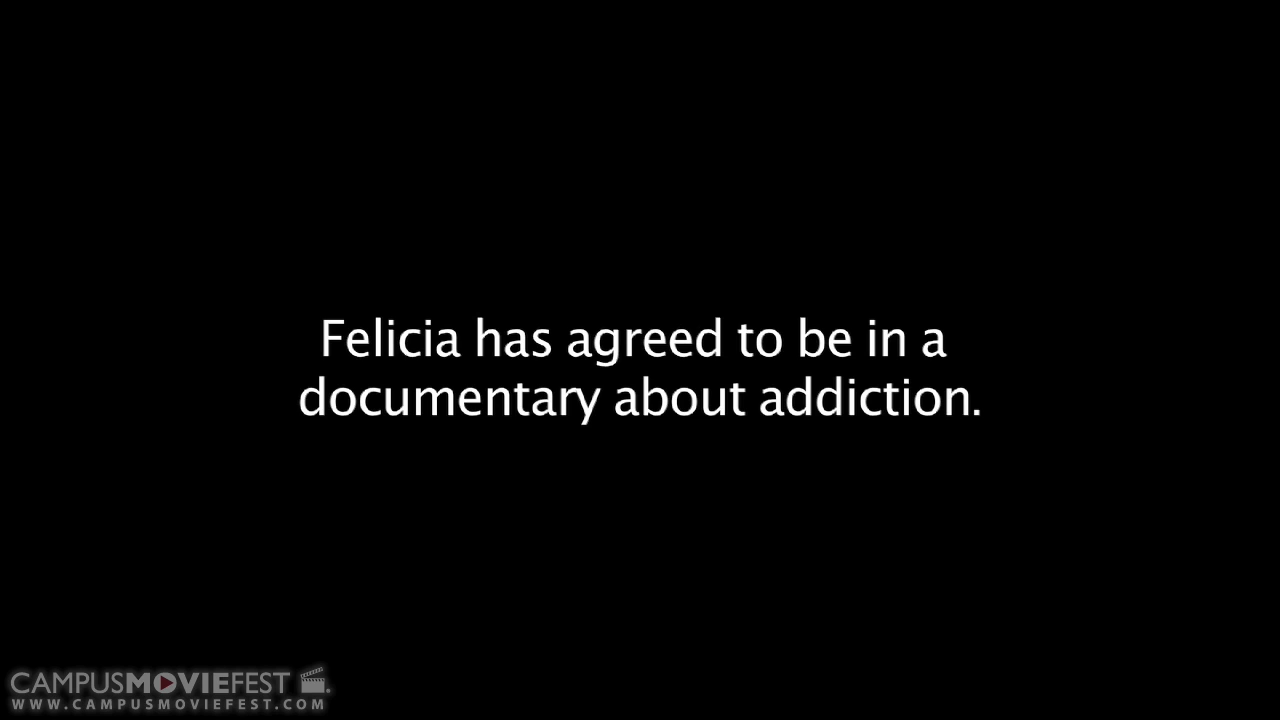 Felicia has agreed to be in a
documentary about addiction.
CAMPUSMOVIEFEST
WWW.CAMPUSMOVIEFEST.COM